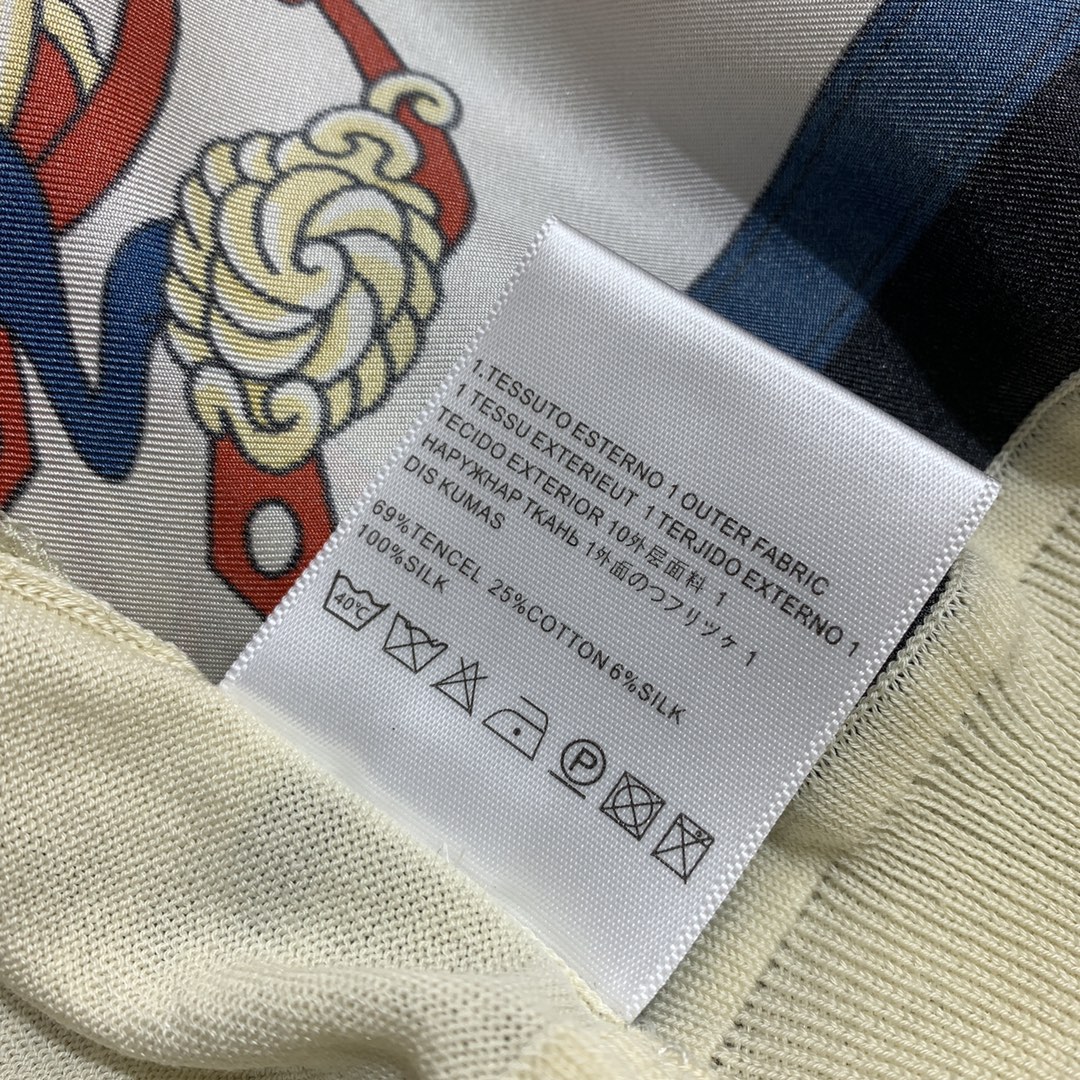 1.TESSUTO ESTERNO 1 OUTER FABRIC
1 TESSU EXTERIEUT 1 TERJIDO EXTERNO 1
TECIDO EXTERIOR 10外层面料 1
НАРУЖНАР ТКАНЬ 1外面のつフリツヶ 1
DIS KUMAS
69%TENCEL 25%COTTON 6%SILK
100%SILK
40℃
P